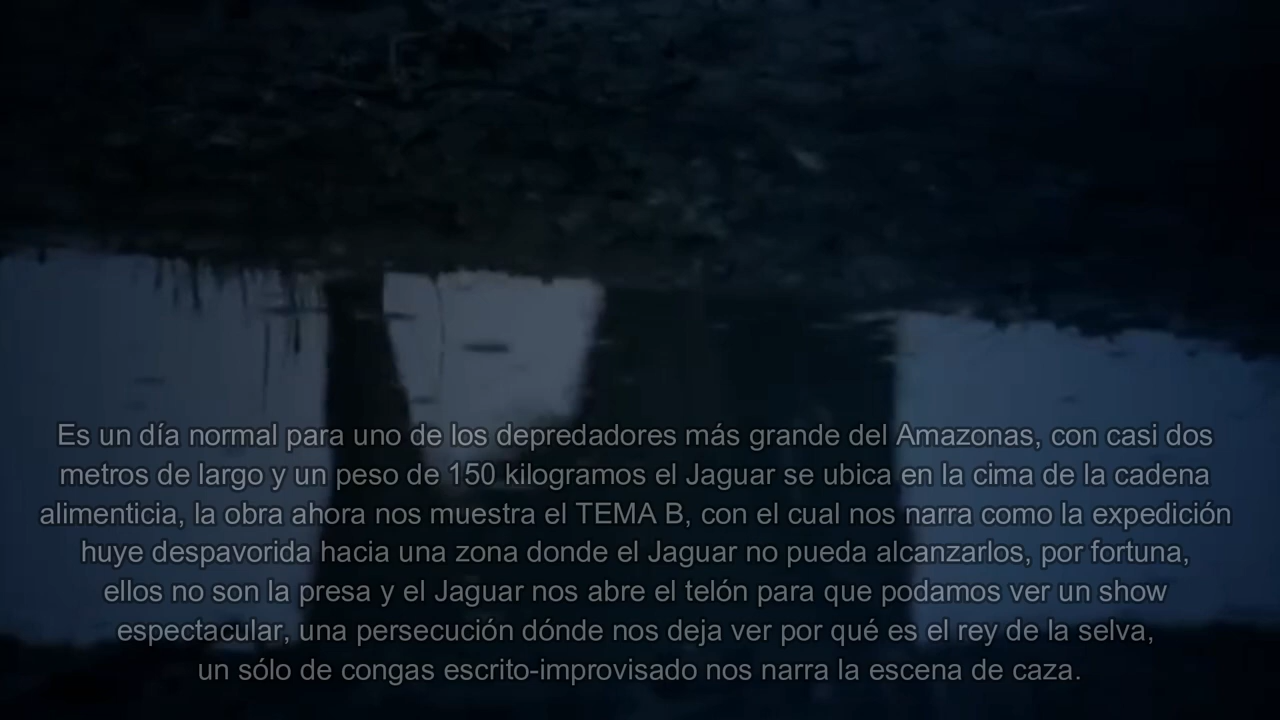 Es un día normal para uno de los depredadores más grande del Amazonas, con casi dos
metros de largo y un peso de 150 kilogramos el Jaguar se ubica en la cima de la cadena
alimenticia, la obra ahora nos muestra el TEMA B, con el cual nos narra como la expedición
huye despavorida hacia una zona donde el Jaguar no pueda alcanzarlos, por fortuna,
ellos no son la presa y el Jaguar nos abre el telón para que podamos ver un show
espectacular, una persecución dónde nos deja ver por qué es el rey de la selva,
un sólo de congas escrito-improvisado nos narra la escena de caza.